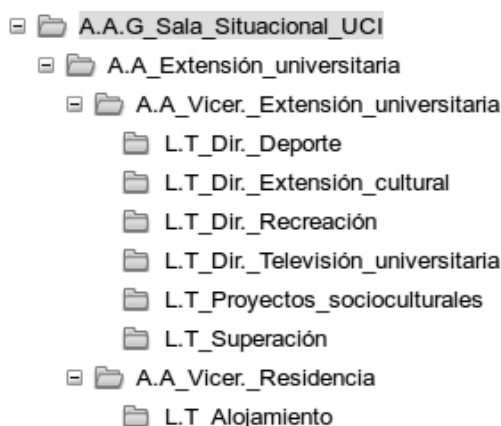 A.A.G_Sala_Situacional_UCI
A.A_Extensión_universitaria
A.A_Vicer._Extensión_universitaria
L.T_Dir._Deporte
L.T_Dir._Extensión_cultural
L.T_Dir._Recreación
L.T_Dir._Televisión_universitaria
L.T_Proyectos_socioculturales
L.T_Superación
A.A_Vicer._Residencia
L.T_Alojamiento